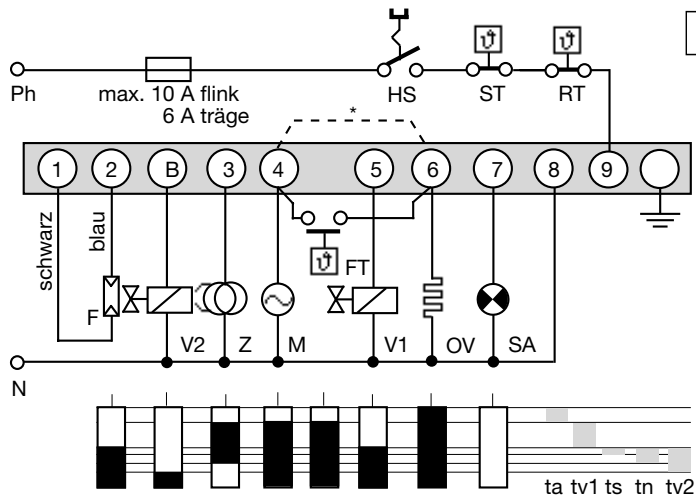 Ph
max. 10 A flink
6 A träge
HS
ϑ
ST
ϑ
RT
*
1 2 B 3 4 5 6 7 8 9
schwarz
blau
F
V2
Z
M
ϑ
FT
V1
OV
SA
N
ta tv1 ts tn tv2